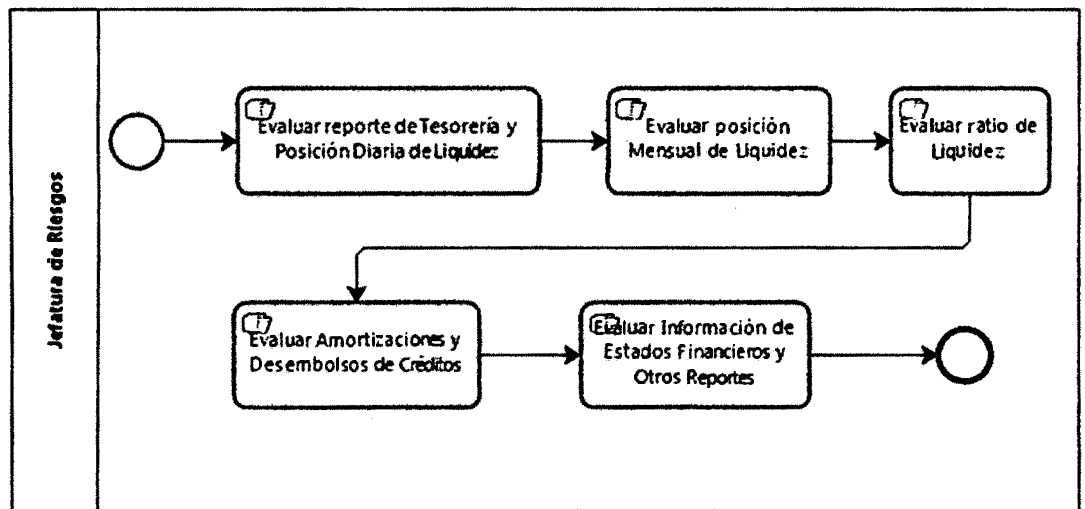 Jefatura de Riesgos
Evaluar reporte de Tesorería y
Posición Diaria de Liquidez
Evaluar posición
Mensual de Liquidez
Evaluar ratio de
Liquidez
Evaluar Amortizaciones y
Desembolsos de Créditos
Evaluar Información de
Estados Financieros y
Otros Reportes